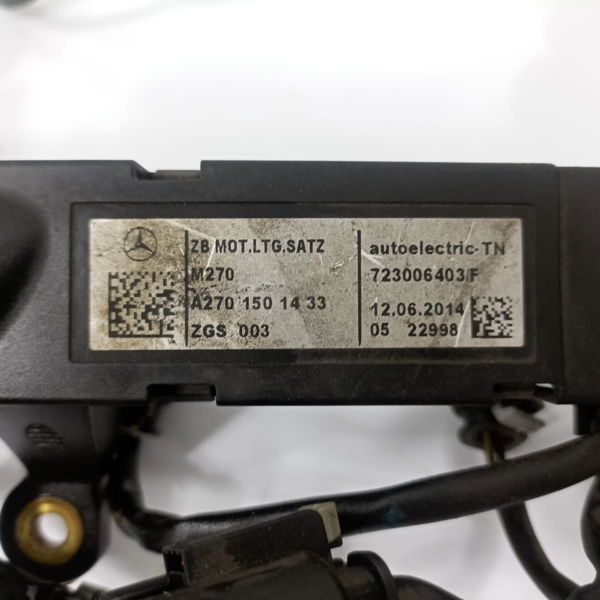 ZB MOT.LTG.SATZ
M270
A270 150 14 33
ZGS 003
autoelectric-TN
723006403/F
12.06.2014
05 22998